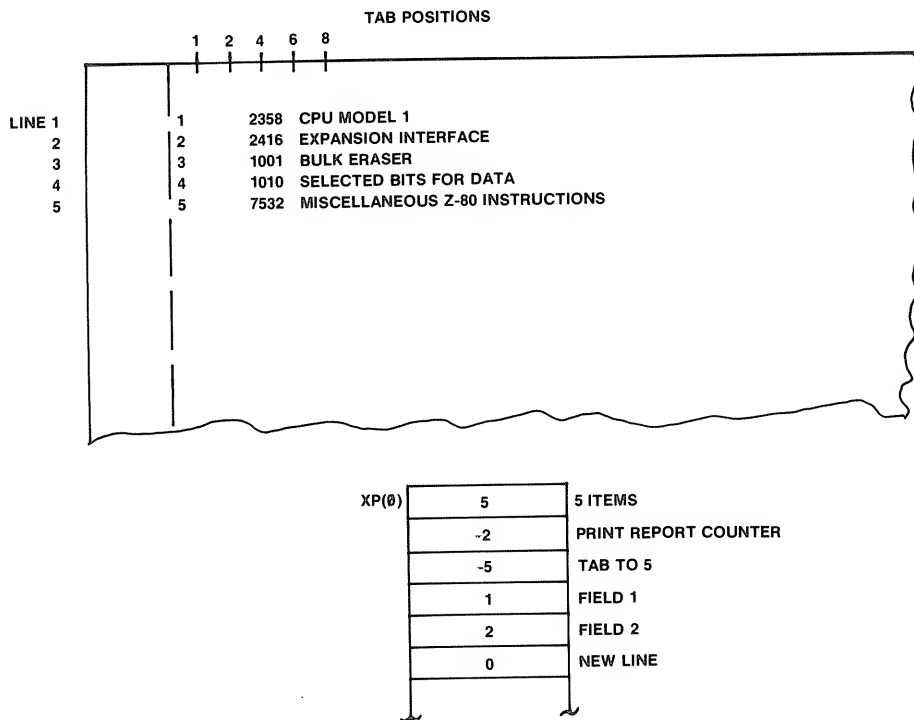 TAB POSITIONS
1 2 4 6 8
LINE 1 1 2358 CPU MODEL 1
2 2 2416 EXPANSION INTERFACE
3 3 1001 BULK ERASER
4 4 1010 SELECTED BITS FOR DATA
5 5 7532 MISCELLANEOUS Z-80 INSTRUCTIONS
XP(0) 5 5 ITEMS
-2 PRINT REPORT COUNTER
-5 TAB TO 5
1 FIELD 1
2 FIELD 2
0 NEW LINE